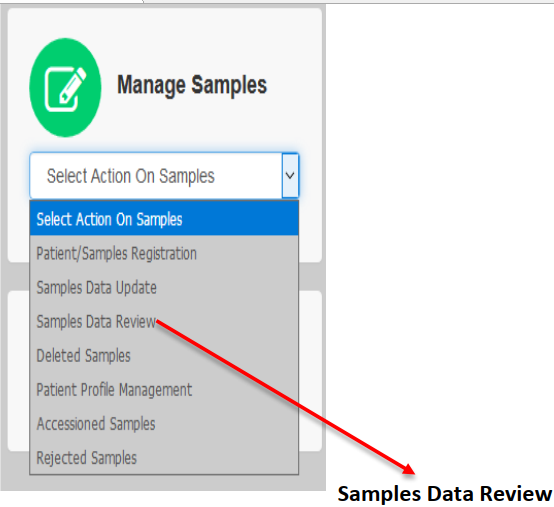 Manage Samples
Select Action On Samples
Select Action On Samples
Patient/Samples Registration
Samples Data Update
Samples Data Review
Deleted Samples
Patient Profile Management
Accessioned Samples
Rejected Samples
Samples Data Review